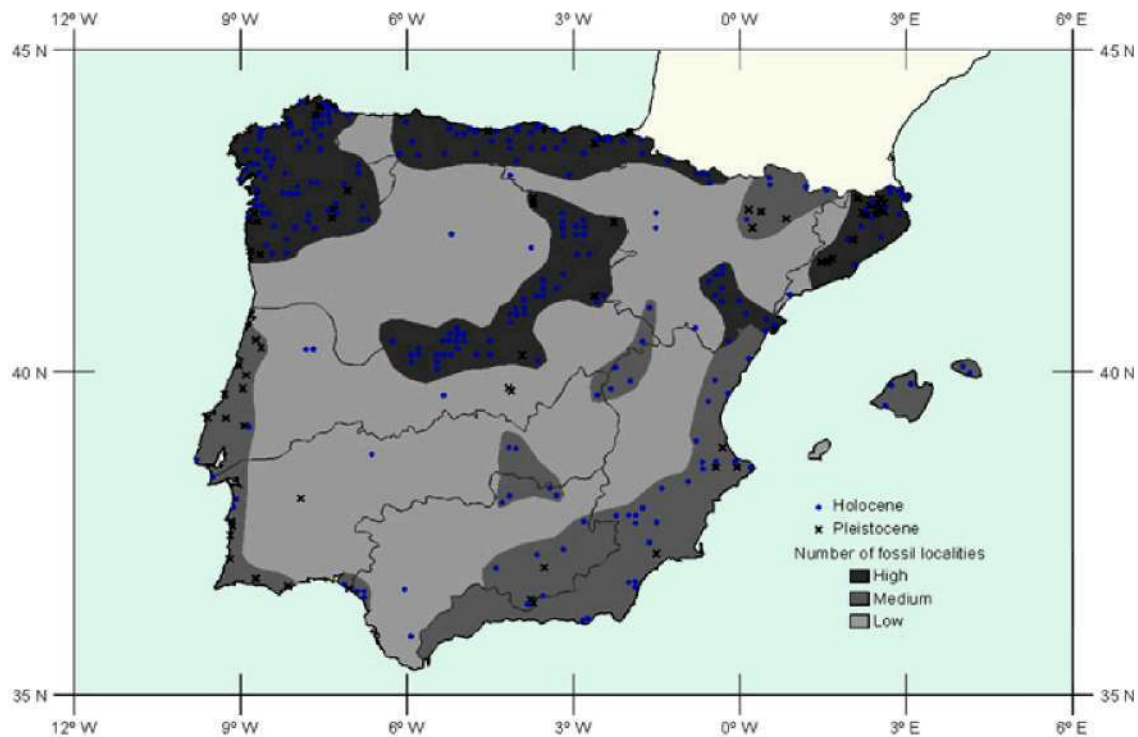 12º W 9º W 6º W 3º W 0º W 3º E 6º E
45 N 45 N
40 N 40 N
Holocene
Pleistocene
Number of fossil localities
High
Medium
Low
35 N 35 N
12º W 9º W 6º W 3º W 0º W 3º E 6º E